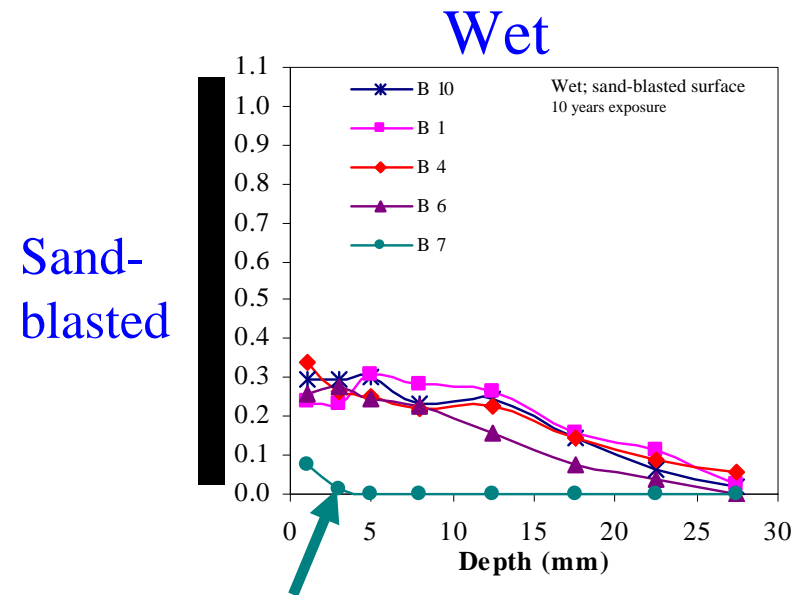 Wet
Sand-
blasted
1.1
1.0
0.9
0.8
0.7
0.6
0.5
0.4
0.3
0.2
0.1
0.0
B 10
B 1
B 4
B 6
B 7
Wet; sand-blasted surface
10 years exposure
0 5 10 15 20 25 30
Depth (mm)